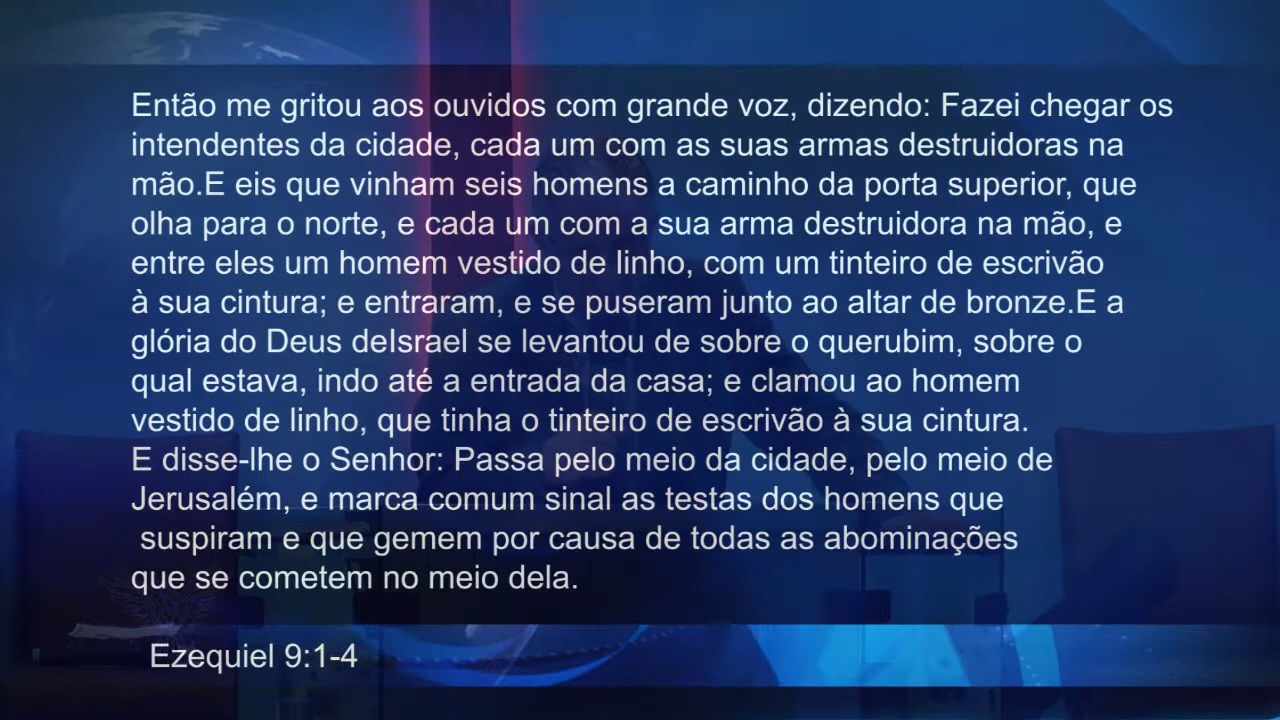 Então me gritou aos ouvidos com grande voz, dizendo: Fazei chegar os
intendentes da cidade, cada um com as suas armas destruidoras na
mão.E eis que vinham seis homens a caminho da porta superior, que
olha para o norte, e cada um com a sua arma destruidora na mão, e
entre eles um homem vestido de linho, com um tinteiro de escrivão
à sua cintura; e entraram, e se puseram junto ao altar de bronze.E a
glória do Deus deIsrael se levantou de sobre o querubim, sobre o
qual estava, indo até a entrada da casa; e clamou ao homem
vestido de linho, que tinha o tinteiro de escrivão à sua cintura.
E disse-lhe o Senhor: Passa pelo meio da cidade, pelo meio de
Jerusalém, e marca comum sinal as testas dos homens que
suspiram e que gemem por causa de todas as abominações
que se cometem no meio dela.
Ezequiel 9:1-4